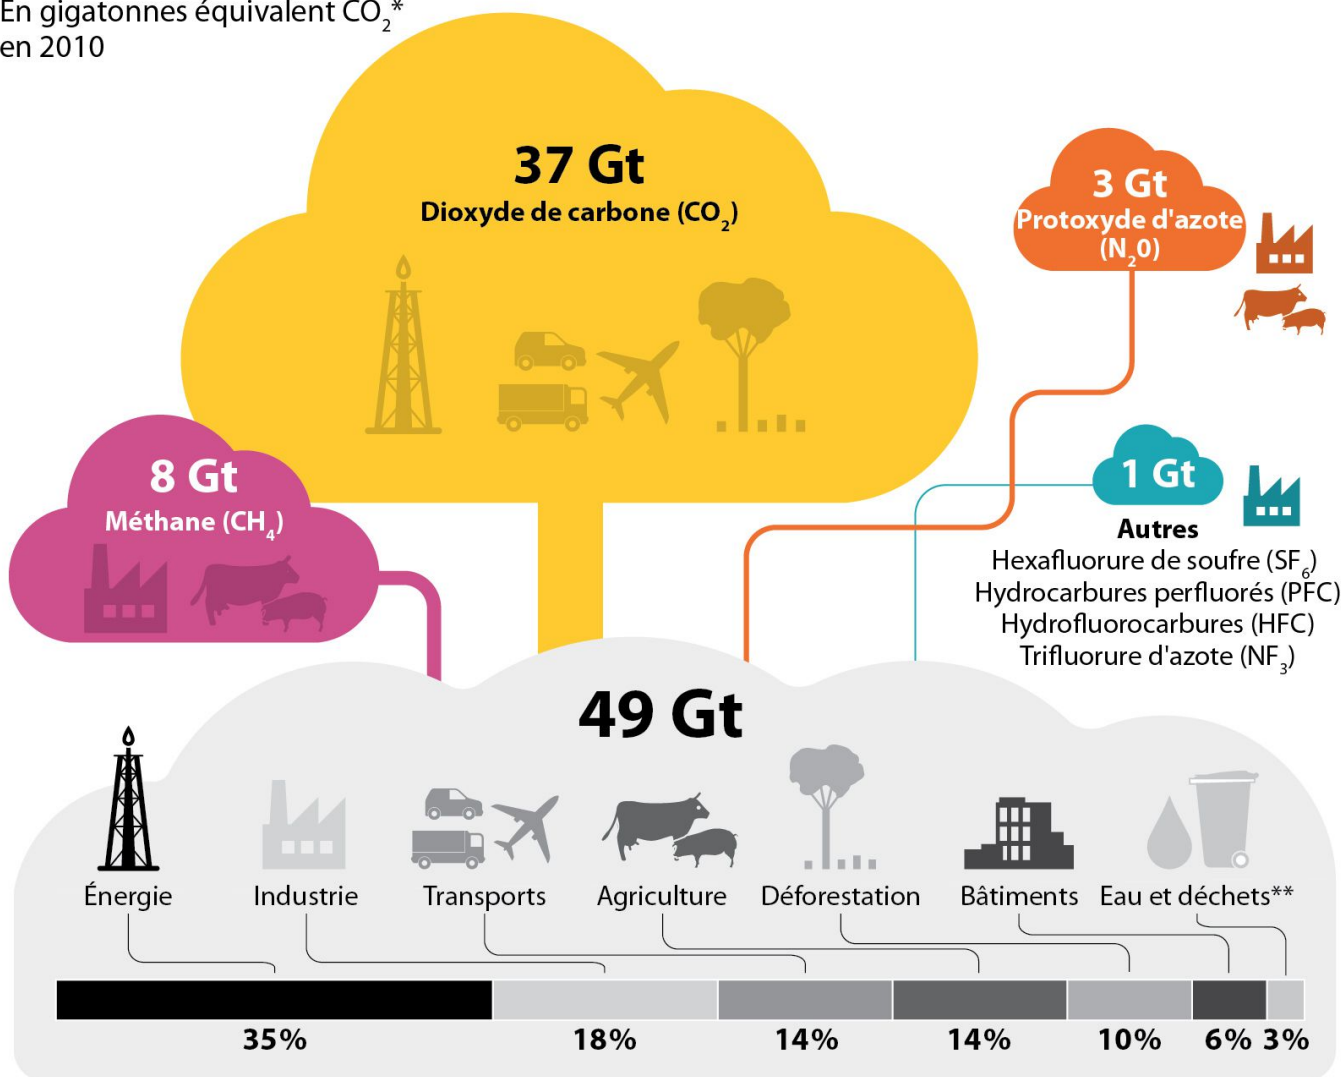 En gigatonnes équivalent CO₂*
en 2010
37 Gt
Dioxyde de carbone (CO₂)
3 Gt
Protoxyde d'azote
(N₂0)
8 Gt
Méthane (CH₄)
1 Gt
Autres
Hexafluorure de soufre (SF₆)
Hydrocarbures perfluorés (PFC)
Hydrofluorocarbures (HFC)
Trifluorure d'azote (NF₃)
49 Gt
Énergie Industrie Transports Agriculture Déforestation Bâtiments Eau et déchets**
35% 18% 14% 14% 10% 6% 3%